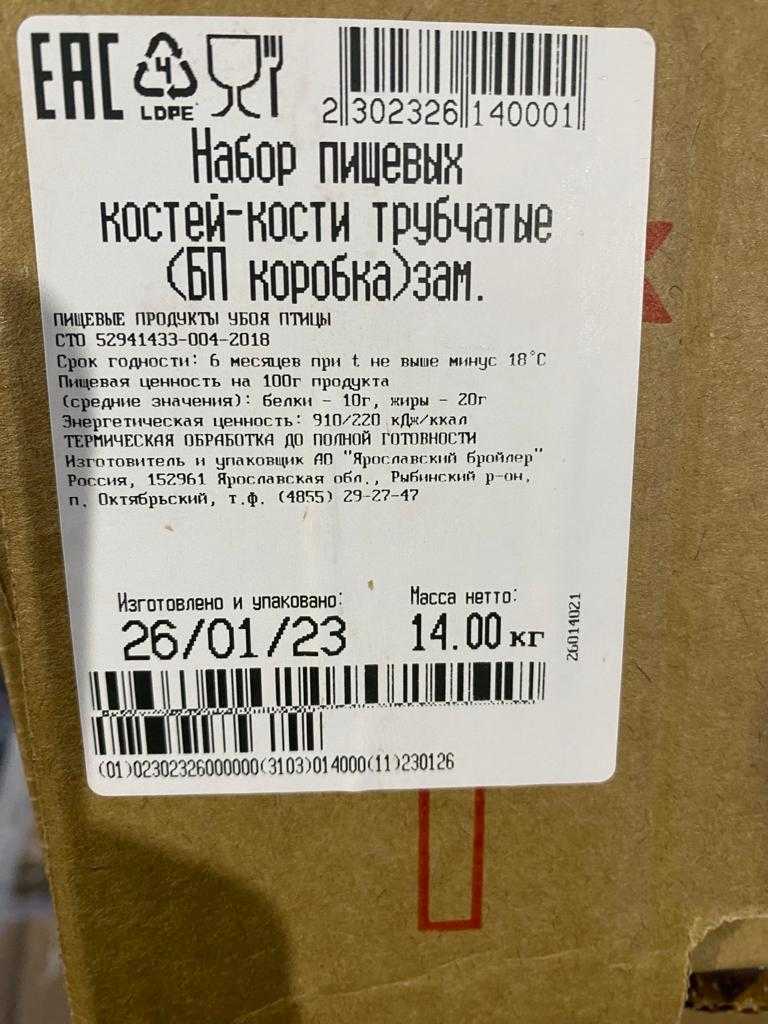 EAC
4
LDPE
2 302326 140001
Набор пищевых
костей-кости трубчатые
(БП коробка)зам.
ПИЩЕВЫЕ ПРОДУКТЫ УБОЯ ПТИЦЫ
СТО 52941433-004-2018
Срок годности: 6 месяцев при t не выше минус 18°С
Пищевая ценность на 100г продукта
(средние значения): белки - 10г, жиры - 20г
Энергетическая ценность: 910/220 кДж/ккал
ТЕРМИЧЕСКАЯ ОБРАБОТКА ДО ПОЛНОЙ ГОТОВНОСТИ
Изготовитель и упаковщик АО "Ярославский бройлер"
Россия, 152961 Ярославская обл., Рыбинский р-он,
п. Октябрьский, т.ф. (4855) 29-27-47
Изготовлено и упаковано: Масса нетто:
26/01/23 14.00 кг
26014021
(01)02302326000000(3103)014000(11)230126